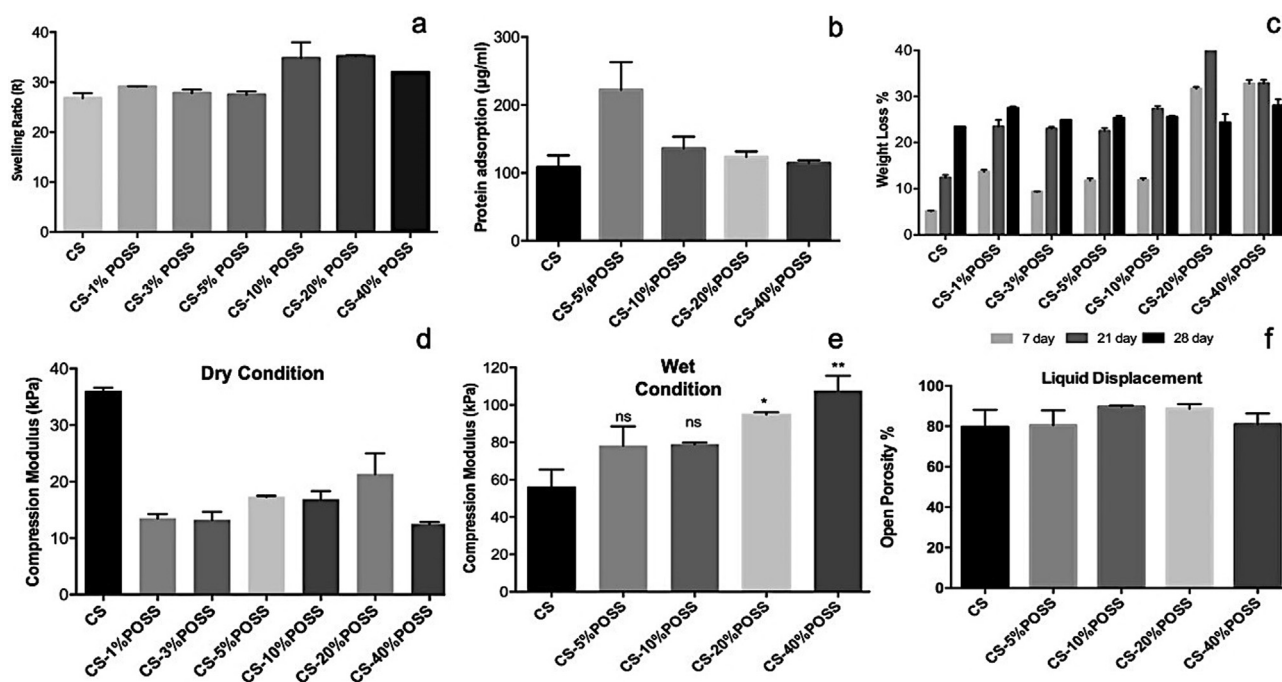 a
Swelling Ratio (R)
40
30
20
10
0
CS
CS-1% POSS
CS-3% POSS
CS-5% POSS
CS-10% POSS
CS-20% POSS
CS-40% POSS
b
Protein adsorption (µg/ml)
300
200
100
0
CS
CS-5%POSS
CS-10%POSS
CS-20%POSS
CS-40%POSS
c
Weight Loss %
40
30
20
10
0
CS
CS-1%POSS
CS-3%POSS
CS-5%POSS
CS-10%POSS
CS-20%POSS
CS-40%POSS
7 day 21 day 28 day
d
Dry Condition
Compression Modulus (kPa)
40
30
20
10
0
CS
CS-1%POSS
CS-3%POSS
CS-5%POSS
CS-10%POSS
CS-20%POSS
CS-40%POSS
e
Wet
Condition
Compression Modulus (kPa)
120
100
80
60
40
20
0
ns
ns
*
**
CS
CS-5%POSS
CS-10%POSS
CS-20%POSS
CS-40%POSS
f
Liquid Displacement
Open Porosity %
100
80
60
40
20
0
CS
CS-5%POSS
CS-10%POSS
CS-20%POSS
CS-40%POSS